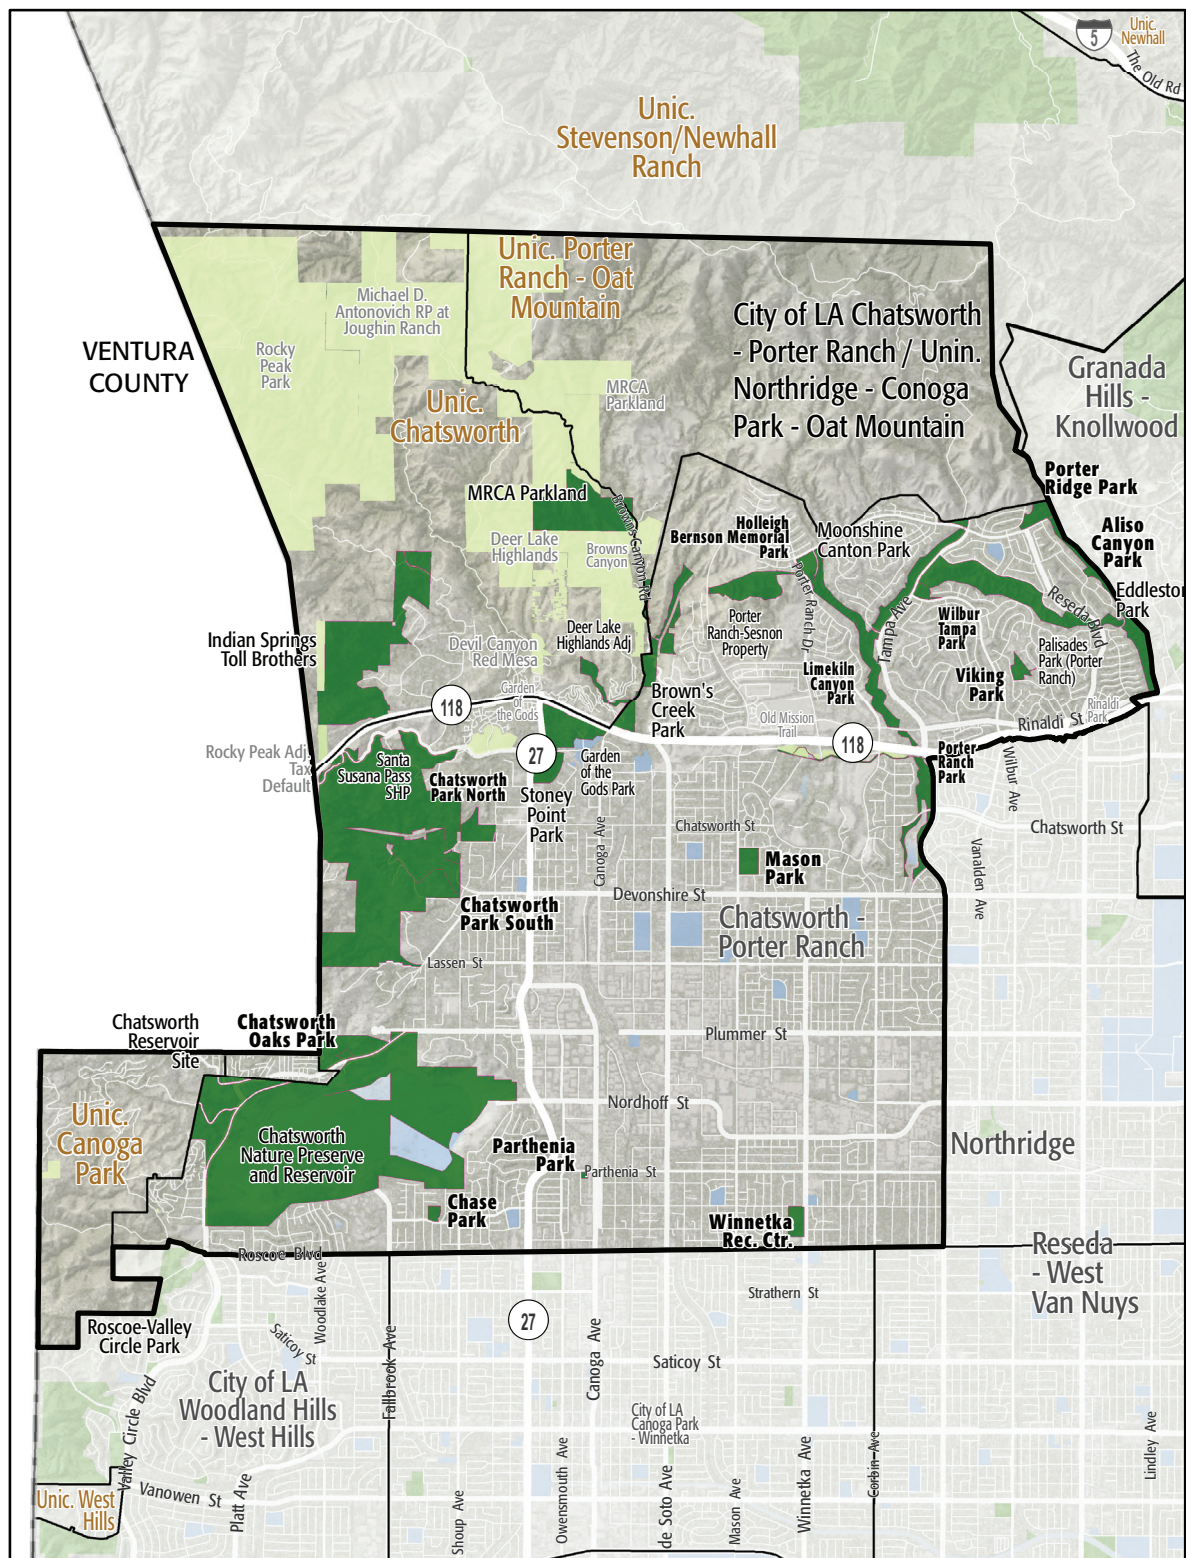 5
Unic.
Newhall
The Old Rd
Unic.
Stevenson/Newhall
Ranch
Unic. Porter
Ranch - Oat
Mountain
Michael D.
Antonovich RP at
Joughin Ranch
City of LA Chatsworth
- Porter Ranch / Unin.
Northridge - Conoga
Park - Oat Mountain
VENTURA
COUNTY
Rocky
Peak
Park
Granada
Hills -
Knollwood
MRCA
Parkland
Unic.
Chatsworth
Porter
Ridge Park
MRCA Parkland
Browns Canyon Rd
Holleigh
Bernson Memorial
Park
Moonshine
Canton Park
Aliso
Canyon
Park
Deer Lake
Highlands
Browns
Canyon
Porter Ranch Dr
Tampa Ave
Reseda Blvd
Eddleston
Park
Deer Lake
Highlands Adj
Porter
Ranch-Sesnon
Property
Wilbur
Tampa
Park
Indian Springs
Toll Brothers
Devil Canyon
Red Mesa
Palisades
Park (Porter
Ranch)
Limekiln
Canyon
Park
Viking
Park
Garden
of
the Gods
Brown's
Creek
Park
118
Old Mission
Trail
Rinaldi
Park
Rinaldi St
118
27
Rocky Peak Adj.
Tax
Default
Santa
Susana Pass
SHP
Chatsworth
Park North
Garden
of the
Gods Park
Porter
Ranch
Park
Wilbur Ave
Stoney
Point
Park
Canoga Ave
Chatsworth St
Chatsworth St
Mason
Park
Vanalden Ave
Devonshire St
Chatsworth
Park South
Chatsworth -
Porter Ranch
Lassen St
Chatsworth
Reservoir
Site
Chatsworth
Oaks Park
Plummer St
Unic.
Canoga
Park
Nordhoff St
Chatsworth
Nature Preserve
and Reservoir
Northridge
Parthenia
Park
Parthenia St
Chase
Park
Winnetka
Rec. Ctr.
Roscoe Blvd
Reseda
- West
Van Nuys
Woodlake Ave
Strathern St
27
Roscoe-Valley
Circle Park
Saticoy St
Fallbrook Ave
Canoga Ave
Saticoy St
City of LA
Woodland Hills
- West Hills
Valley Circle Blvd
City of LA
Canoga Park
- Winnetka
Unic. West
Hills
Vanowen St
Platt Ave
Shoup Ave
Owensmouth Ave
de Soto Ave
Mason Ave
Winnetka Ave
Corbin Ave
Lindley Ave